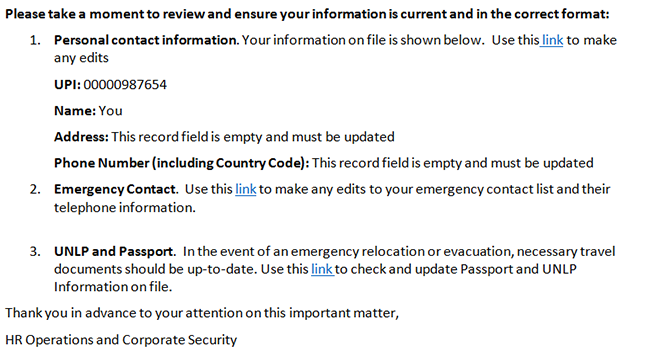 Please take a moment to review and ensure your information is current and in the correct format:
1. Personal contact information. Your information on file is shown below. Use this link to make
any edits
UPI: 00000987654
Name: You
Address: This record field is empty and must be updated
Phone Number (including Country Code): This record field is empty and must be updated
2. Emergency Contact. Use this link to make any edits to your emergency contact list and their
telephone information.
3. UNLP and Passport. In the event of an emergency relocation or evacuation, necessary travel
documents should be up-to-date. Use this link to check and update Passport and UNLP
Information on file.
Thank you in advance to your attention on this important matter,
HR Operations and Corporate Security